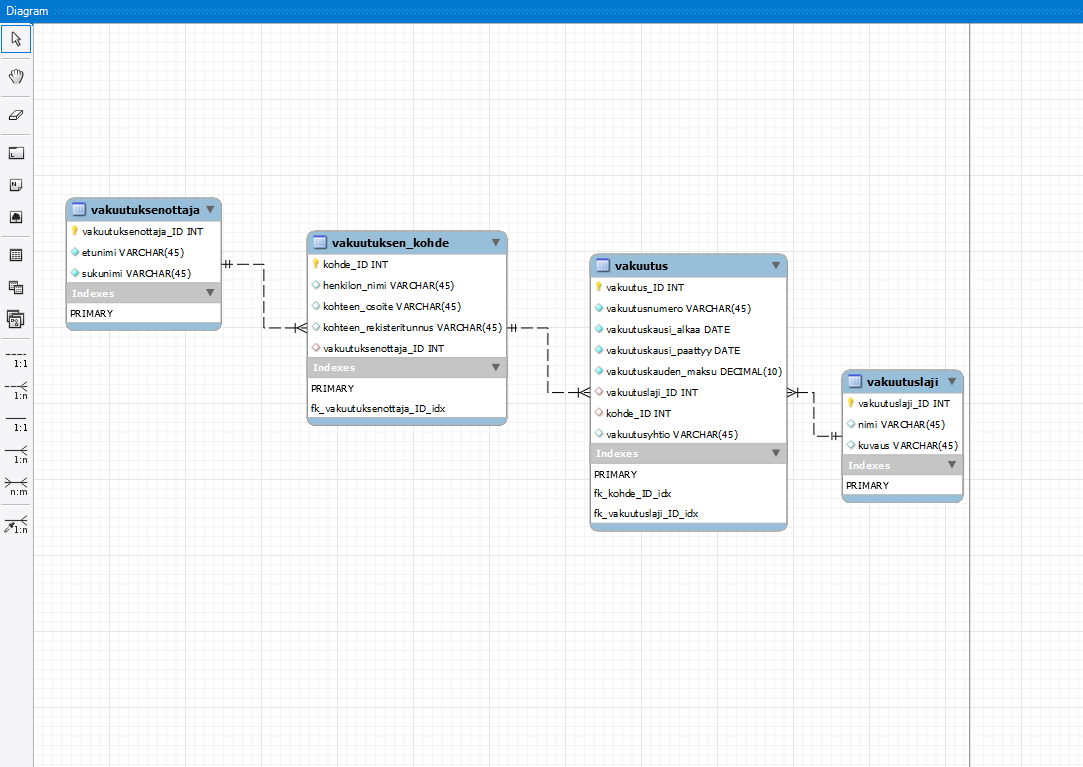 Diagram
1:1
1:n
1:1
1:n
n:m
1:n
vakuutuksenottaja
vakuutuksenottaja_ID INT
etunimi VARCHAR(45)
sukunimi VARCHAR(45)
Indexes
PRIMARY
vakuutuksen_kohde
kohde_ID INT
henkilon_nimi VARCHAR(45)
kohteen_osoite VARCHAR(45)
kohteen_rekisteritunnus VARCHAR(45)
vakuutuksenottaja_ID INT
Indexes
PRIMARY
fk_vakuutuksenottaja_ID_idx
vakuutus
vakuutus_ID INT
vakuutusnumero VARCHAR(45)
vakuutuskausi_alkaa DATE
vakuutuskausi_paattyy DATE
vakuutuskauden_maksu DECIMAL(10)
vakuutuslaji_ID INT
kohde_ID INT
vakuutusyhtio VARCHAR(45)
Indexes
PRIMARY
fk_kohde_ID_idx
fk_vakuutuslaji_ID_idx
vakuutuslaji
vakuutuslaji_ID INT
nimi VARCHAR(45)
kuvaus VARCHAR(45)
Indexes
PRIMARY